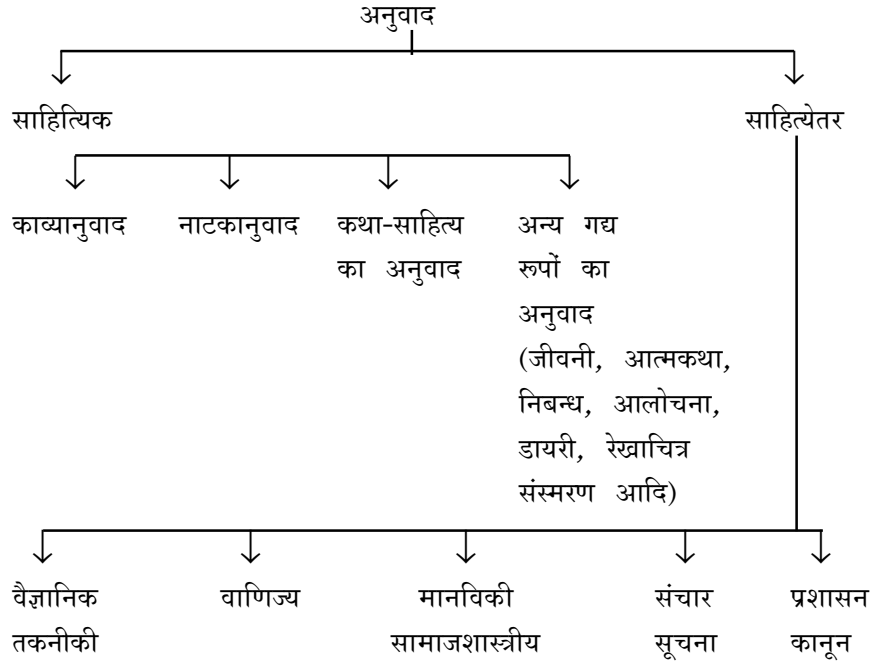 अनुवाद
साहित्यिक
साहित्येतर
काव्यानुवाद
नाटकानुवाद
कथा-साहित्य
का अनुवाद
अन्य गद्य
रूपों का
अनुवाद
(जीवनी, आत्मकथा,
निबन्ध, आलोचना,
डायरी, रेखाचित्र
संस्मरण आदि)
वैज्ञानिक
तकनीकी
वाणिज्य
मानविकी
सामाजशास्त्रीय
संचार
सूचना
प्रशासन
कानून